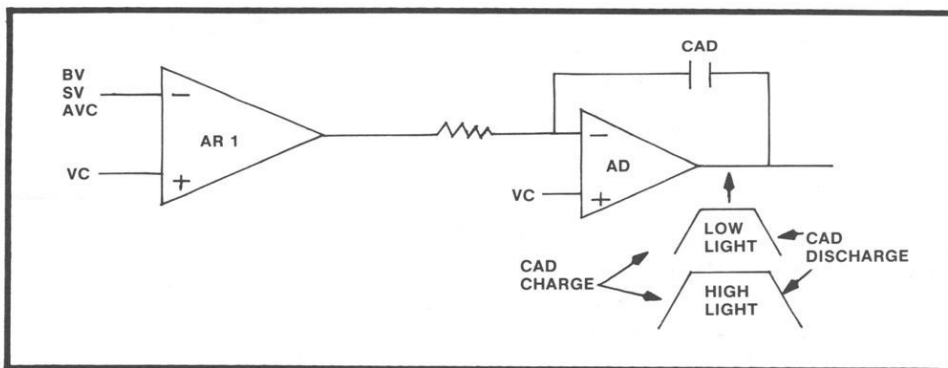 CAD
BV
SV
AVC
−
AR 1
VC
+
−
AD
VC
+
LOW
LIGHT
CAD
DISCHARGE
CAD
CHARGE
HIGH
LIGHT